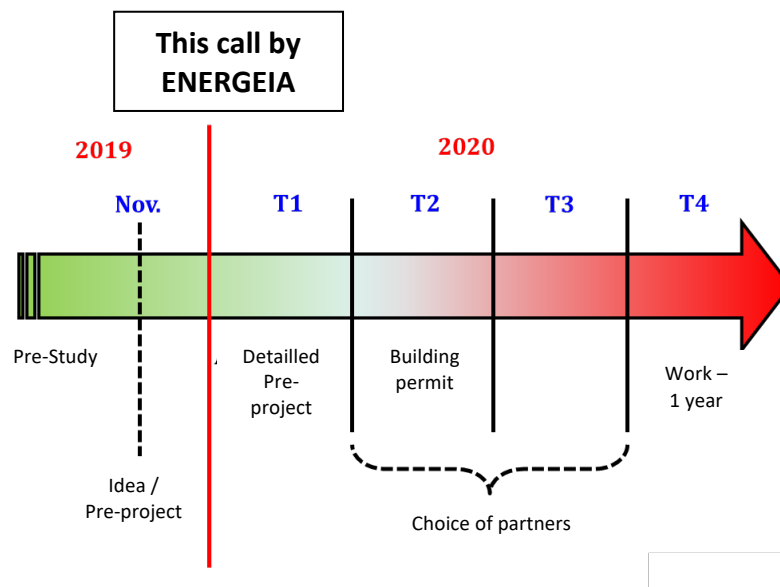 This call by
ENERGEIA
2019
2020
Nov.
T1
T2
T3
T4
Pre-Study
Detailled
Pre-
project
Building
permit
Work –
1 year
Idea /
Pre-project
Choice of partners